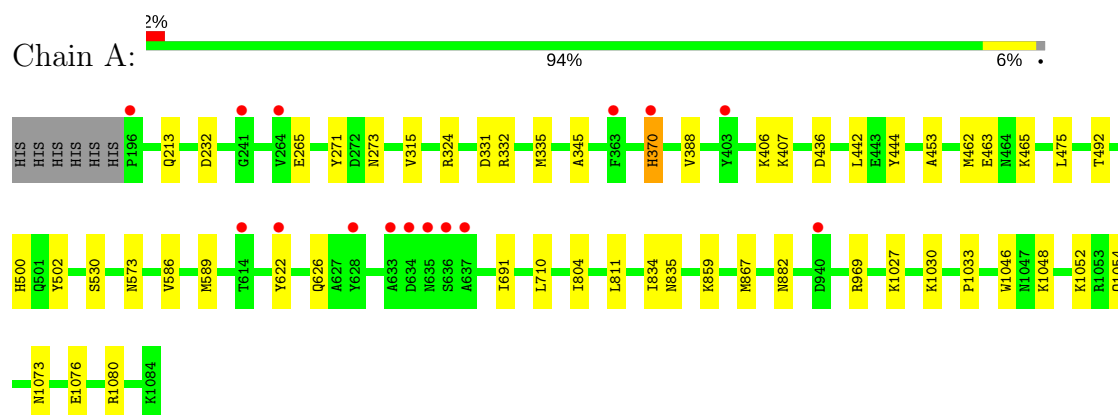 2%
Chain A:
94% 6% •
HIS HIS HIS HIS HIS HIS P196 Q213 D232 G241 V264 E265 Y271 D272 N273 V315 R324 D331 R332 M335 A345 F363 H370 V388 Y403 K406 K407 D436 L442 E443 Y444 A453 M462 E463 N464 K465 L475 T492
H500 Q501 Y502 S530 N573 V586 M589 T614 Y622 Q626 A627 Y628 A633 D634 N635 S636 A637 I691 L710 I804 L811 I834 N835 K859 M867 N882 D940 R969 K1027 K1030 P1033 W1046 N1047 K1048 K1052 R1053
N1073 E1076 R1080 K1084